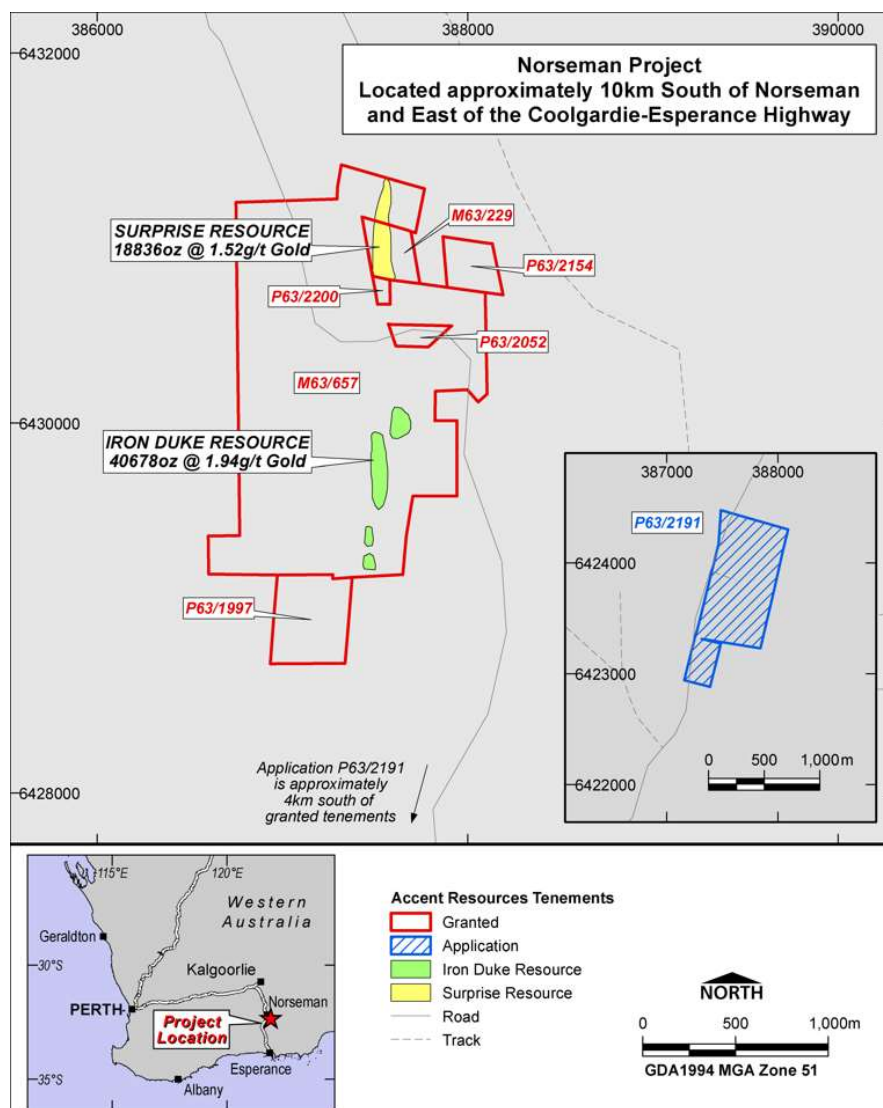 386000
388000
390000
6432000
Norseman Project
Located approximately 10km South of Norseman
and East of the Coolgardie-Esperance Highway
SURPRISE RESOURCE
18836oz @ 1.52g/t Gold
M63/229
P63/2154
P63/2200
P63/2052
M63/657
6430000
IRON DUKE RESOURCE
40678oz @ 1.94g/t Gold
P63/1997
387000
388000
P63/2191
6424000
6423000
6422000
0
500
1,000m
6428000
Application P63/2191
is approximately
4km south of
granted tenements
115°E
120°E
Western
Australia
Geraldton
30°S
Kalgoorlie
Norseman
PERTH
Project
Location
Esperance
35°S
Albany
Accent Resources Tenements
Granted
Application
Iron Duke Resource
Surprise Resource
Road
Track
NORTH
0
500
1,000m
GDA1994 MGA Zone 51